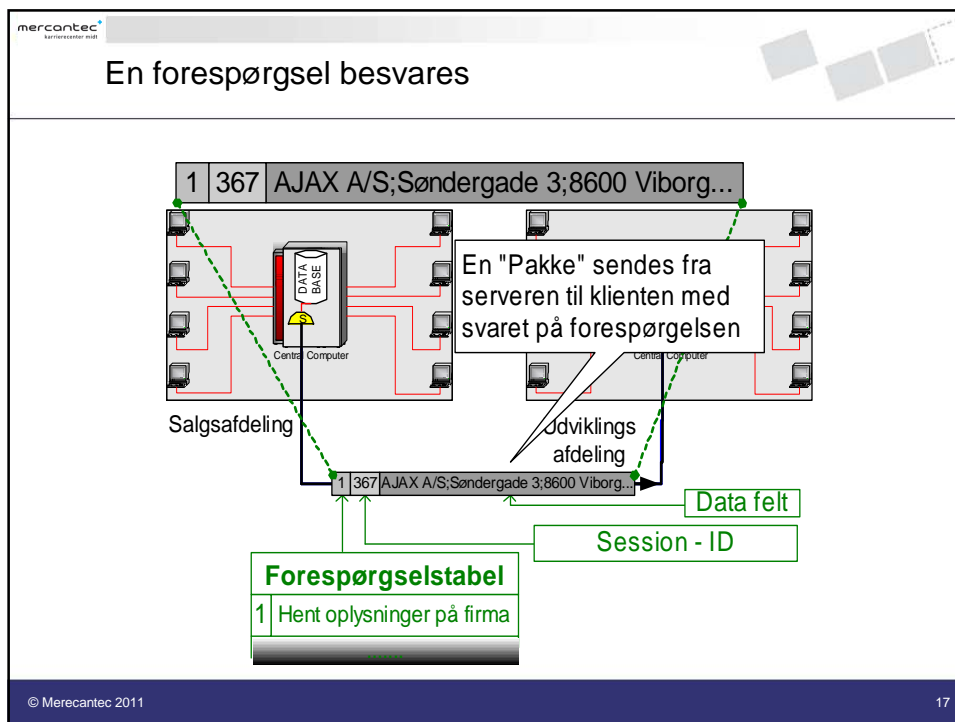 mercantec
karrierecenter midt
En forespørgsel besvares
1 367 AJAX A/S;Søndergade 3;8600 Viborg...
DATA
BASE
S
Central Computer
En "Pakke" sendes fra
serveren til klienten med
svaret på forespørgelsen
Central Computer
Salgsafdeling
Udviklings
afdeling
1 367 AJAX A/S;Søndergade 3;8600 Viborg...
Data felt
Session - ID
Forespørgselstabel
1 Hent oplysninger på firma
© Merecantec 2011
17